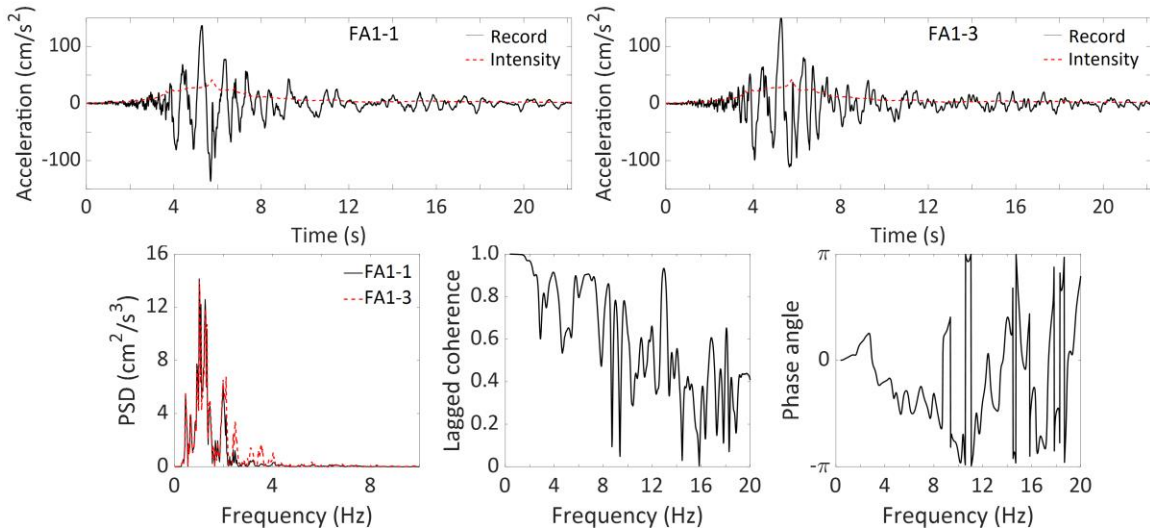 Acceleration (cm/s²)
100
0
-100
FA1-1
Record
Intensity
0 4 8 12 16 20
Time (s)
Acceleration (cm/s²)
100
0
-100
FA1-3
Record
Intensity
0 4 8 12 16 20
Time (s)
PSD (cm²/s³)
16
12
8
4
0
FA1-1
FA1-3
0 4 8
Frequency (Hz)
Lagged coherence
1.0
0.8
0.6
0.4
0.2
0.0
0 4 8 12 16 20
Frequency (Hz)
Phase angle
π
0
-π
0 4 8 12 16 20
Frequency (Hz)